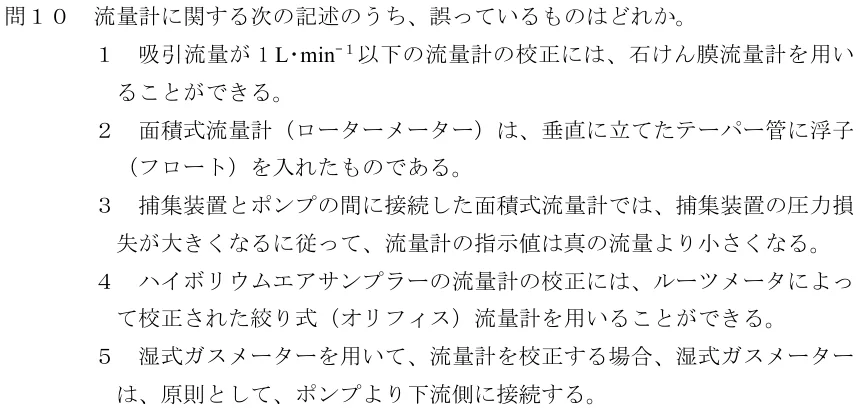 問１０　流量計に関する次の記述のうち、誤っているものはどれか。
１　吸引流量が１L･min⁻¹以下の流量計の校正には、石けん膜流量計を用い
ることができる。
２　面積式流量計（ローターメーター）は、垂直に立てたテーパー管に浮子
（フロート）を入れたものである。
３　捕集装置とポンプの間に接続した面積式流量計では、捕集装置の圧力損
失が大きくなるに従って、流量計の指示値は真の流量より小さくなる。
４　ハイボリウムエアサンプラーの流量計の校正には、ルーツメータによっ
て校正された絞り式（オリフィス）流量計を用いることができる。
５　湿式ガスメーターを用いて、流量計を校正する場合、湿式ガスメーター
は、原則として、ポンプより下流側に接続する。